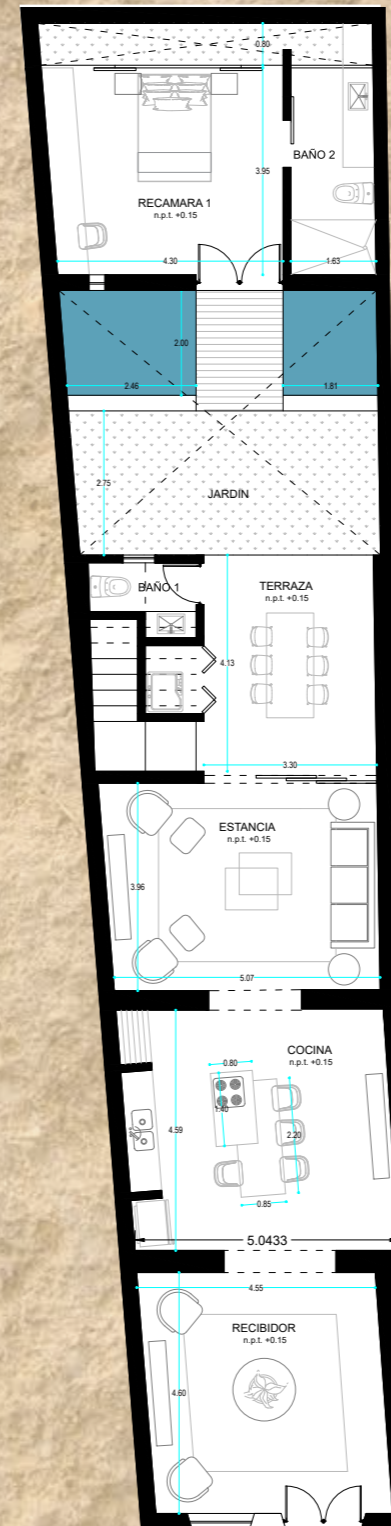 0.80
BAÑO 2
3.95
RECAMARA 1
n.p.t. +0.15
4.30
1.63
2.00
2.46
1.81
2.75
JARDIN
BAÑO 1
TERRAZA
n.p.t. +0.15
4.13
3.30
ESTANCIA
n.p.t. +0.15
3.96
5.07
COCINA
n.p.t. +0.15
0.80
1.40
4.59
2.20
0.85
5.0433
4.55
RECIBIDOR
n.p.t. +0.15
4.60